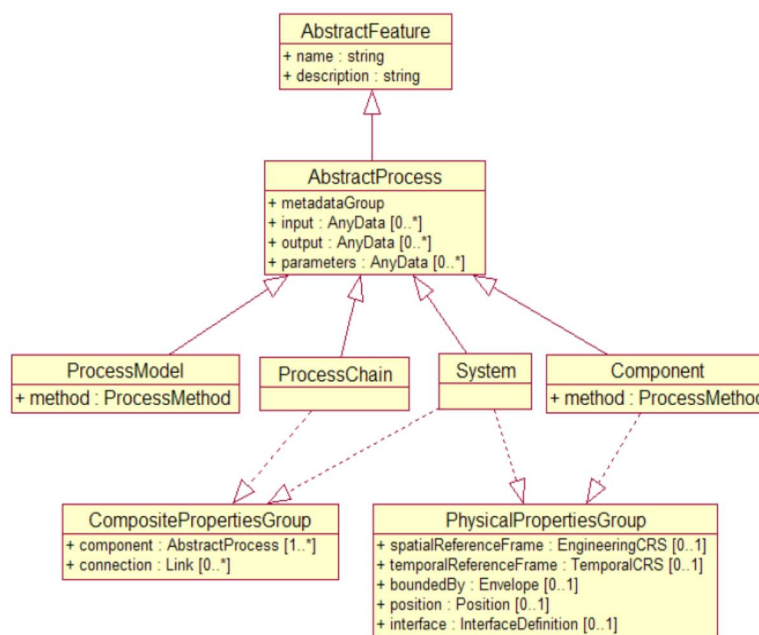 AbstractFeature
+ name : string
+ description : string
AbstractProcess
+ metadataGroup
+ input : AnyData [0..*]
+ output : AnyData [0..*]
+ parameters : AnyData [0..*]
ProcessModel
+ method : ProcessMethod
ProcessChain
System
Component
+ method : ProcessMethod
CompositePropertiesGroup
+ component : AbstractProcess [1..*]
+ connection : Link [0..*]
PhysicalPropertiesGroup
+ spatialReferenceFrame : EngineeringCRS [0..1]
+ temporalReferenceFrame : TemporalCRS [0..1]
+ boundedBy : Envelope [0..1]
+ position : Position [0..1]
+ interface : InterfaceDefinition [0..1]